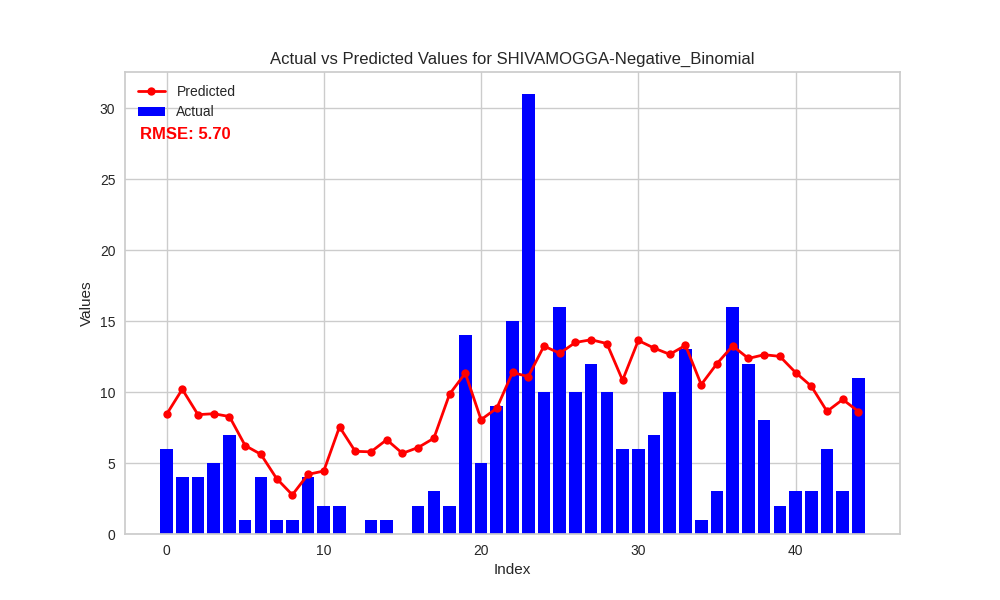 Actual vs Predicted Values for SHIVAMOGGA-Negative_Binomial
Predicted
Actual
RMSE: 5.70
30
25
20
15
10
5
0
Values
0 10 20 30 40
Index